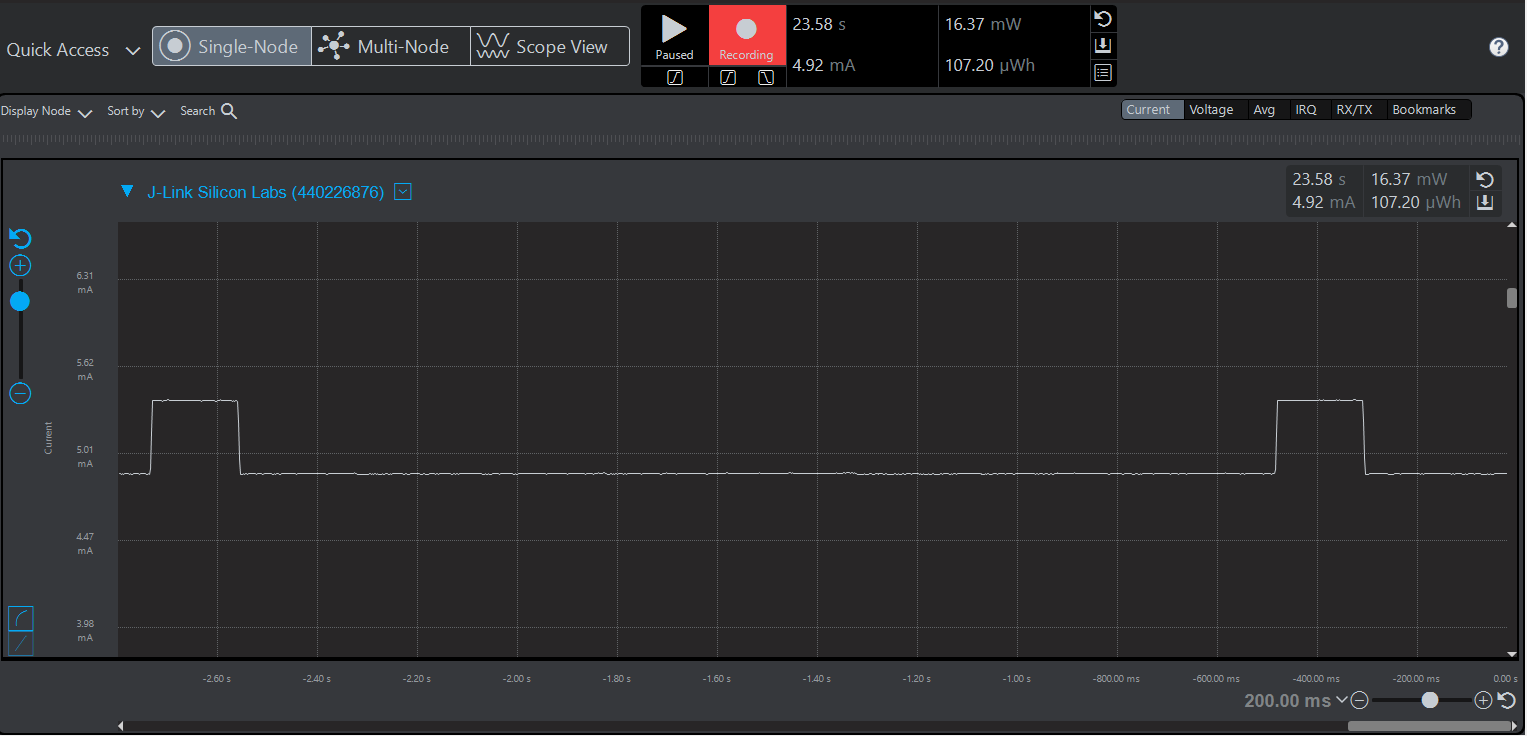 Quick Access
Single-Node
Multi-Node
Scope View
Paused
Recording
23.58 s
16.37 mW
4.92 mA
107.20 µWh
Display Node
Sort by
Search
Current
Voltage
Avg
IRQ
RX/TX
Bookmarks
J-Link Silicon Labs (440226876)
23.58 s
16.37 mW
4.92 mA
107.20 µWh
6.31
mA
5.62
mA
Current
5.01
mA
4.47
mA
3.98
mA
-2.60 s
-2.40 s
-2.20 s
-2.00 s
-1.80 s
-1.60 s
-1.40 s
-1.20 s
-1.00 s
-800.00 ms
-600.00 ms
-400.00 ms
-200.00 ms
0.00 s
200.00 ms